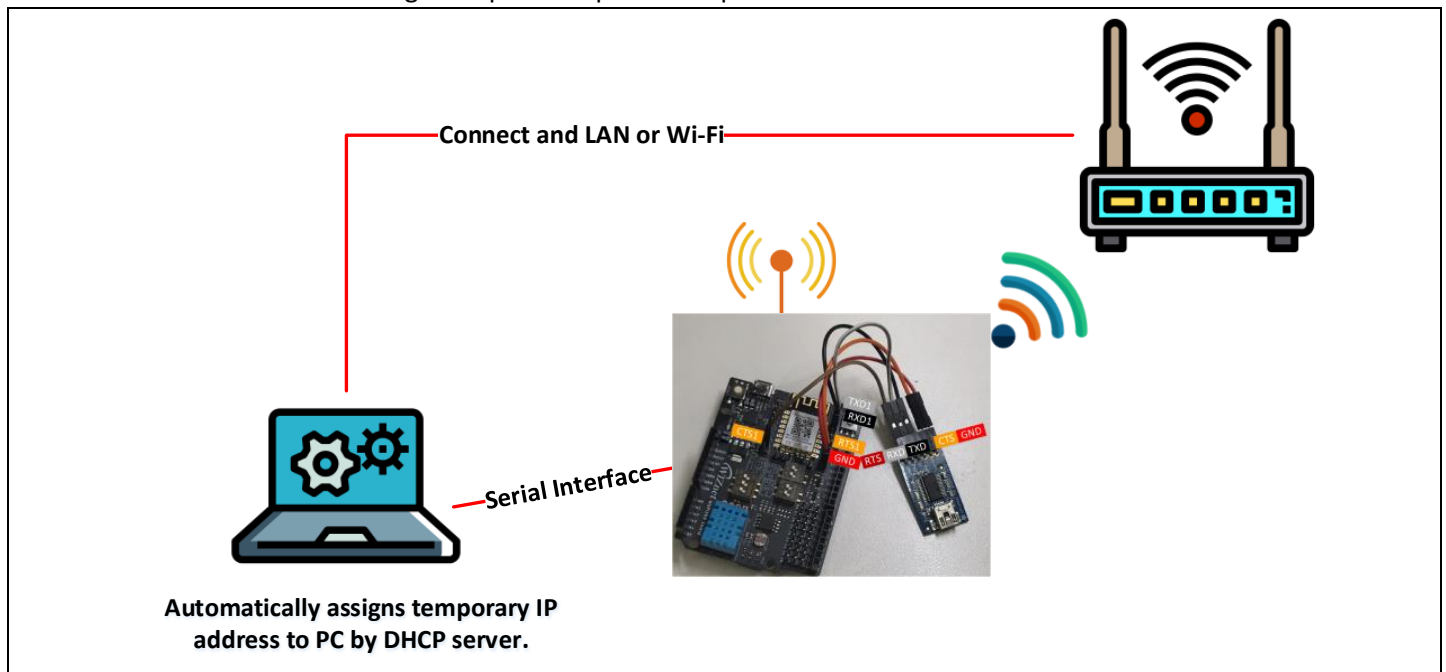 Connect and LAN or Wi-Fi
TXD1
RXD1
CTS1
RTS1
GND RTS RXD TXD CTS GND
Serial Interface
Automatically assigns temporary IP
address to PC by DHCP server.